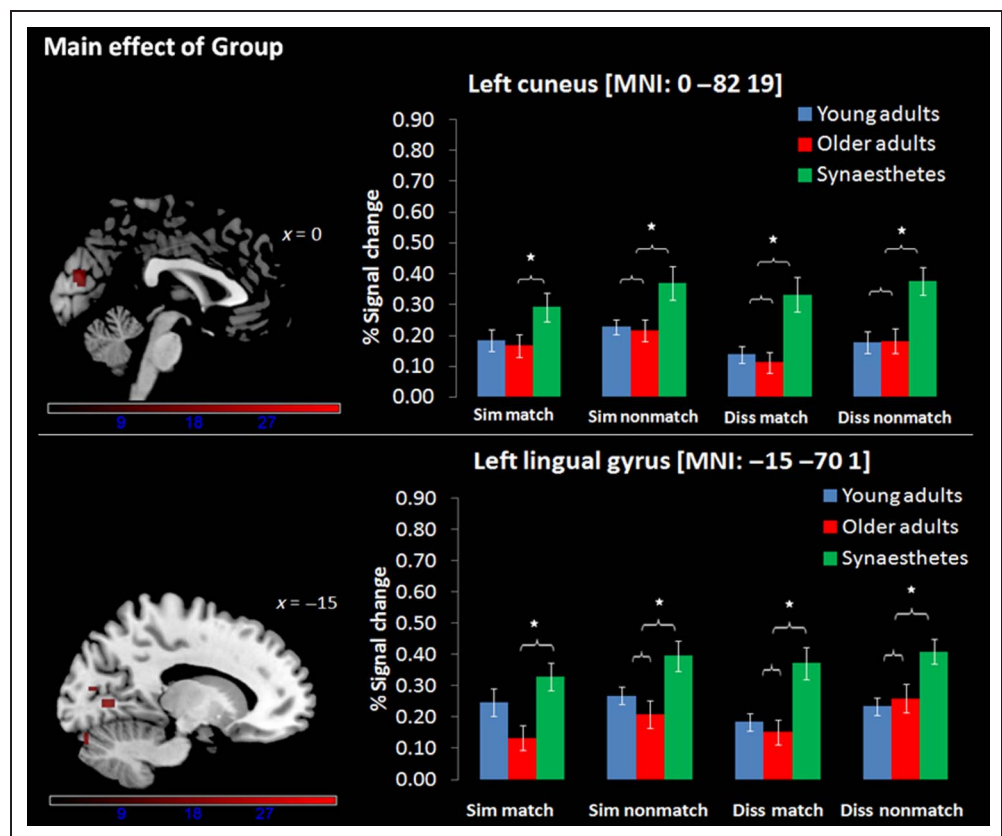 Main effect of Group
Left cuneus [MNI: 0 –82 19]
Young adults
Older adults
Synaesthetes
x = 0
% Signal change
0.90
0.80
0.70
0.60
0.50
0.40
0.30
0.20
0.10
0.00
Sim match
Sim nonmatch
Diss match
Diss nonmatch
9 18 27
Left lingual gyrus [MNI: –15 –70 1]
Young adults
Older adults
Synaesthetes
x = –15
% Signal change
0.90
0.80
0.70
0.60
0.50
0.40
0.30
0.20
0.10
0.00
Sim match
Sim nonmatch
Diss match
Diss nonmatch
9 18 27